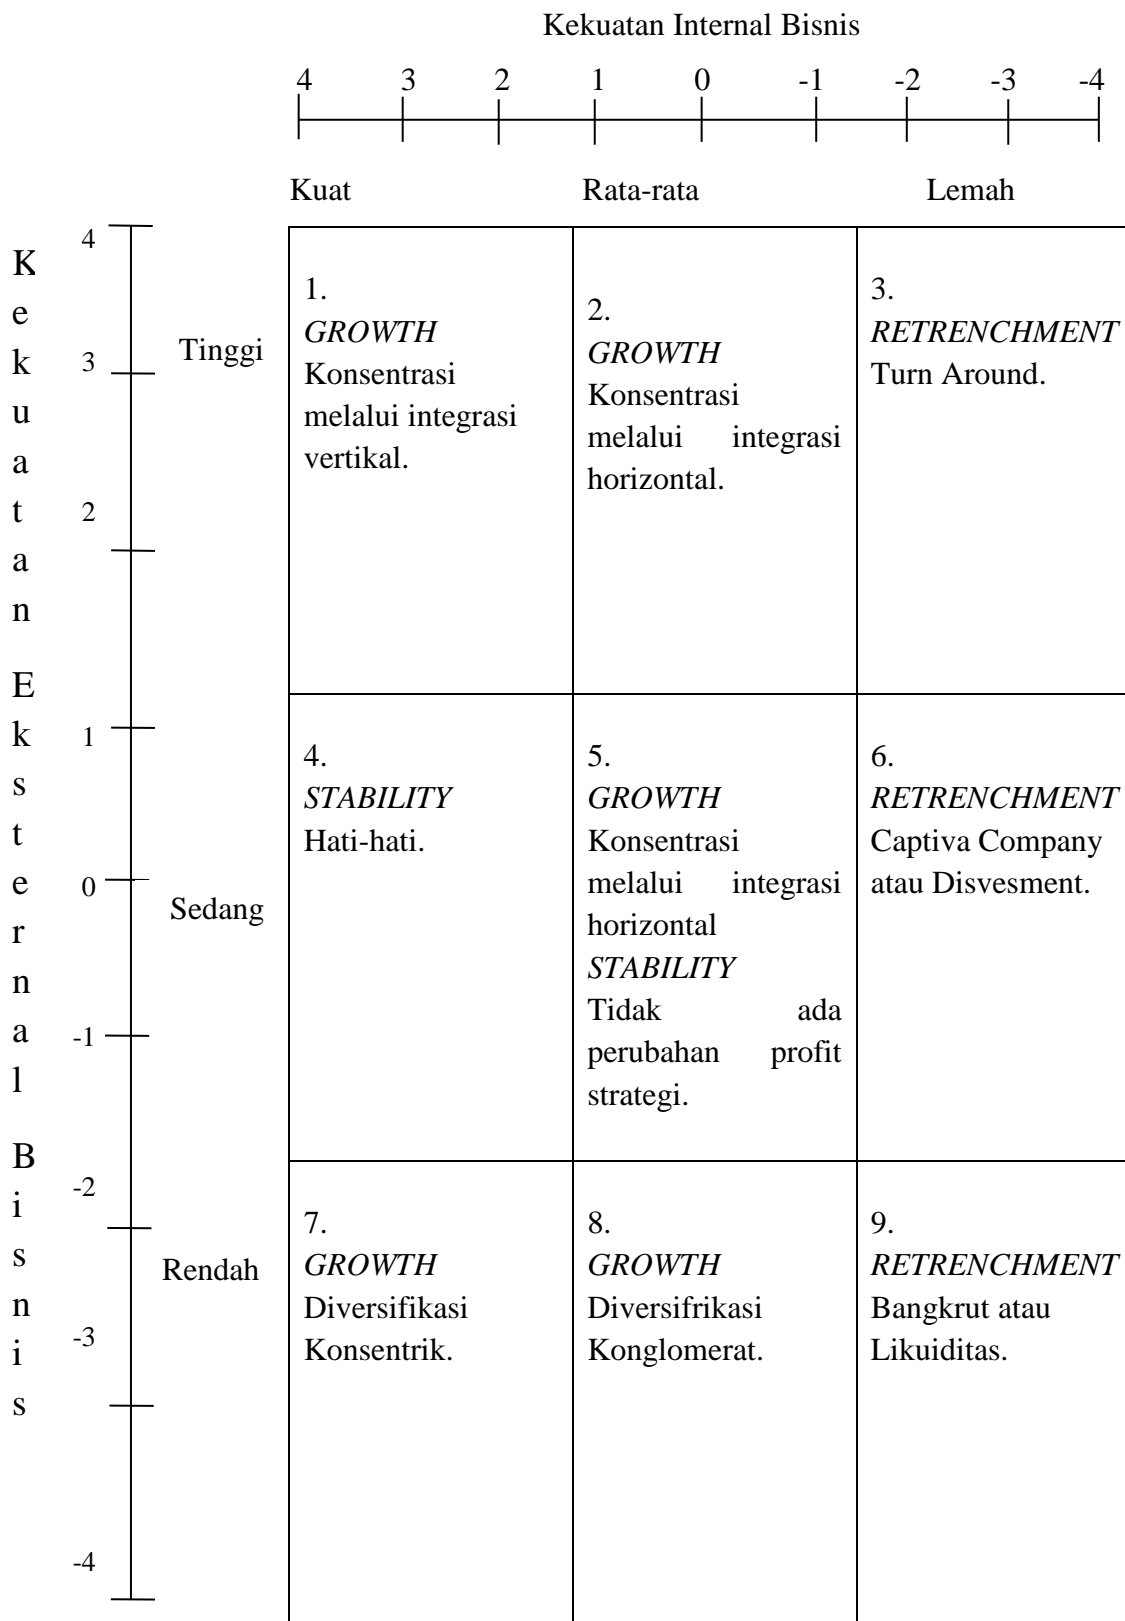 Kekuatan Internal Bisnis
4 3 2 1 0 -1 -2 -3 -4
Kuat Rata-rata Lemah
Kekuatan Eksternal Bisnis
4
3
2
1
0
-1
-2
-3
-4
Tinggi
1.
GROWTH
Konsentrasi
melalui integrasi
vertikal.
2.
GROWTH
Konsentrasi
melalui integrasi
horizontal.
3.
RETRENCHMENT
Turn Around.
Sedang
4.
STABILITY
Hati-hati.
5.
GROWTH
Konsentrasi
melalui integrasi
horizontal
STABILITY
Tidak ada
perubahan profit
strategi.
6.
RETRENCHMENT
Captiva Company
atau Disvesment.
Rendah
7.
GROWTH
Diversifikasi
Konsentrik.
8.
GROWTH
Diversifrikasi
Konglomerat.
9.
RETRENCHMENT
Bangkrut atau
Likuiditas.